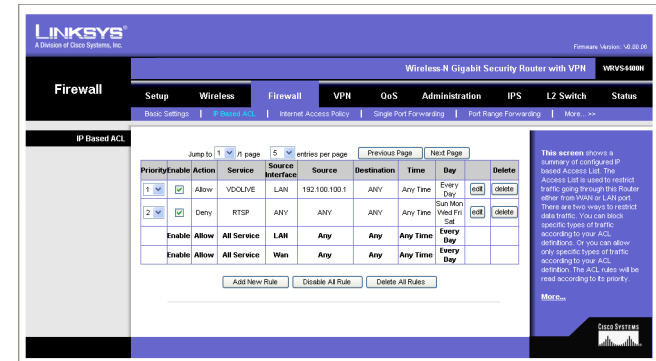 LINKSYS®
A Division of Cisco Systems, Inc.
Firmware Version: V0.00.06
Wireless-N Gigabit Security Router with VPN WRVS4400N
Firewall
Setup Wireless Firewall VPN QoS Administration IPS L2 Switch Status
Basic Settings | IP Based ACL | Internet Access Policy | Single Port Forwarding | Port Range Forwarding | More... >>
IP Based ACL
Jump to 1 /1 page 5 entries per page Previous Page Next Page
Priority Enable Action Service Source Interface Source Destination Time Day Delete
1 Allow VDOLIVE LAN 192.100.100.1 ANY Any Time Every Day edit delete
2 Deny RTSP ANY ANY ANY Any Time Sun Mon Wed Fri Sat edit delete
Enable Allow All Service LAN Any Any Any Time Every Day
Enable Allow All Service Wan Any Any Any Time Every Day
Add New Rule Disable All Rule Delete All Rules
This screen shows a
summary of configured IP
based Access List. The
Access List is used to restrict
traffic going through this Router
either from WAN or LAN port.
There are two ways to restrict
data traffic. You can block
specific types of traffic
according to your ACL
definitions. Or you can allow
only specific types of traffic
according to your ACL
definition. The ACL rules will be
read according to its priority.
More...
CISCO SYSTEMS